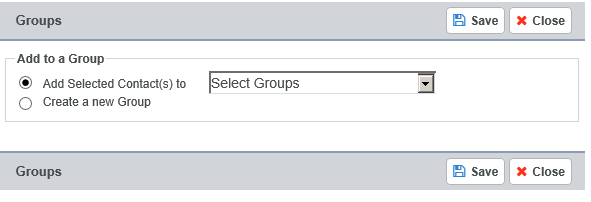 Groups Save Close
Add to a Group
Add Selected Contact(s) to Select Groups
Create a new Group
Groups Save Close